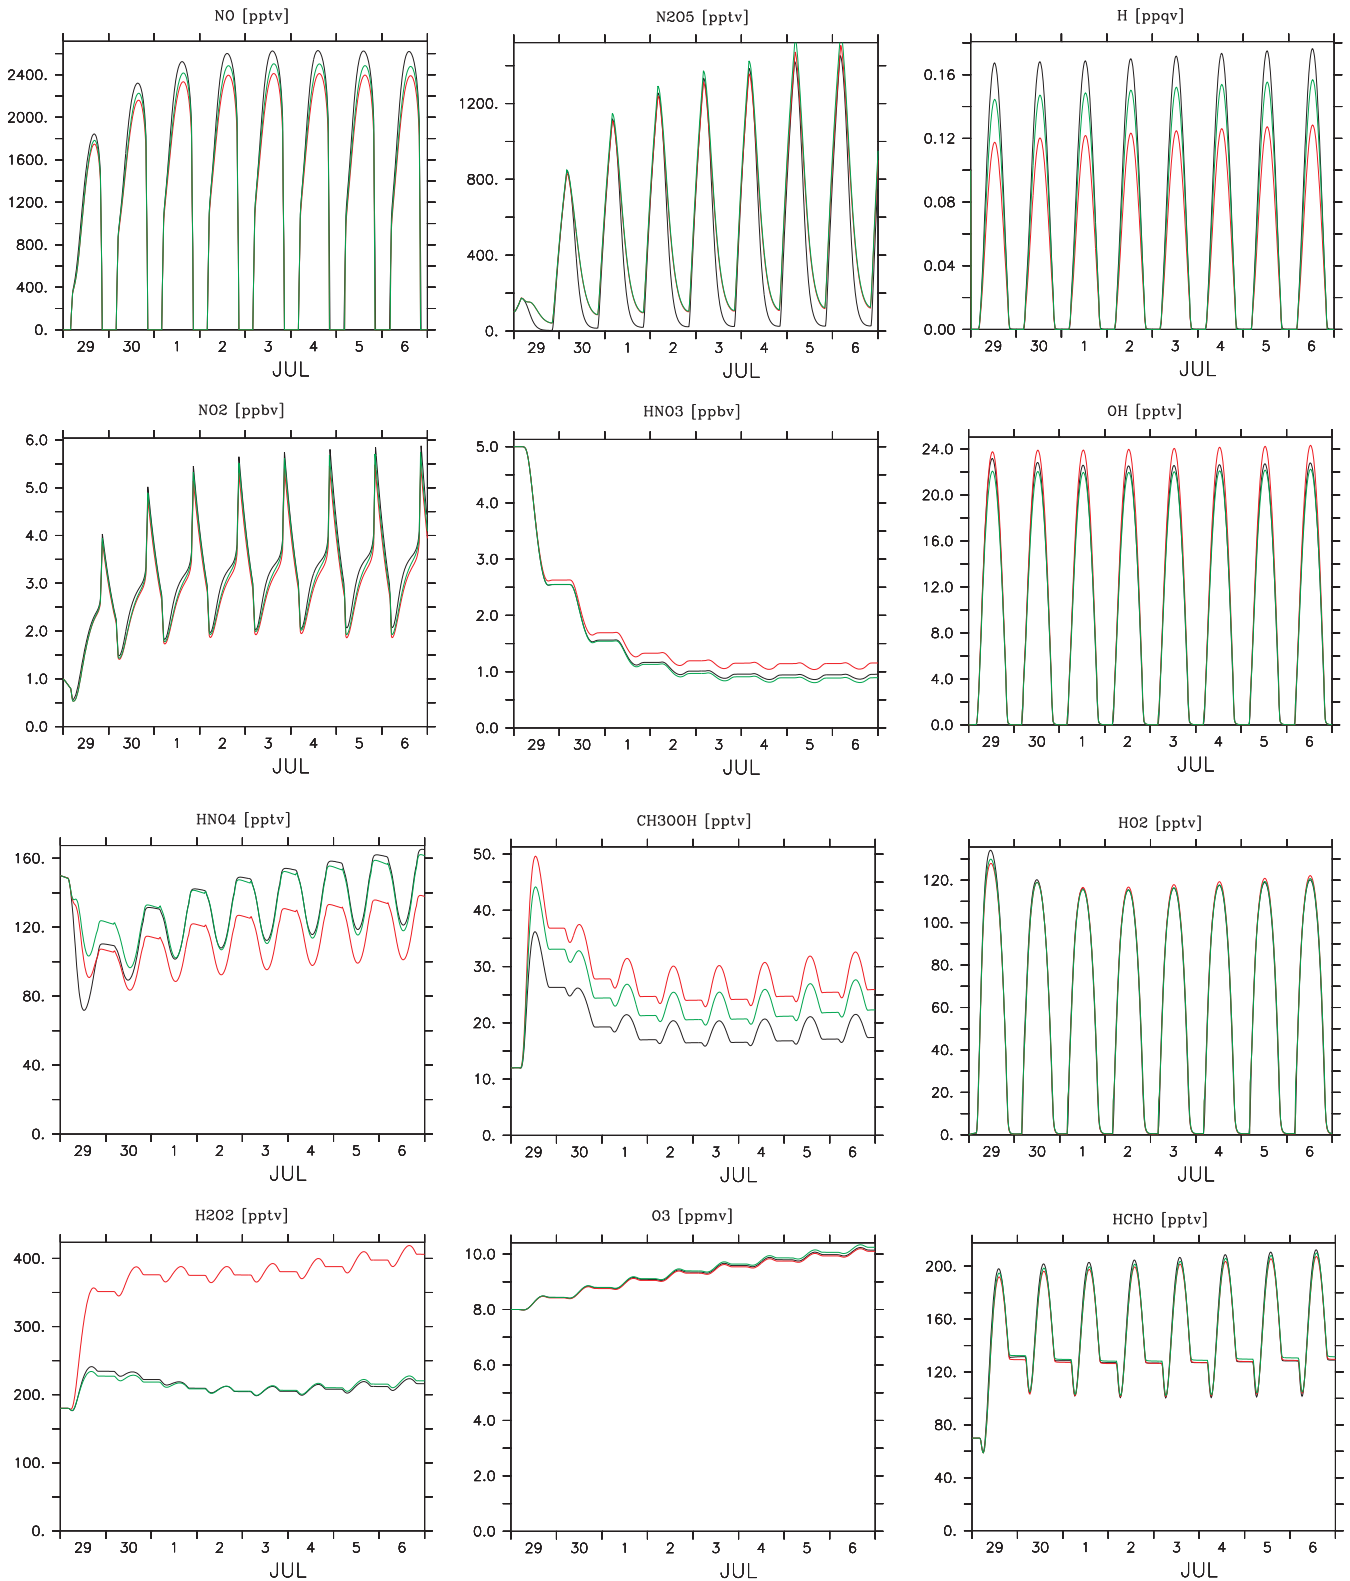 NO [pptv]
2400.
2000.
1600.
1200.
800.
400.
0.
29 30 1 2 3 4 5 6
JUL
N2O5 [pptv]
1200.
800.
400.
0.
29 30 1 2 3 4 5 6
JUL
H [ppqv]
0.16
0.12
0.08
0.04
0.00
29 30 1 2 3 4 5 6
JUL
NO2 [ppbv]
6.0
5.0
4.0
3.0
2.0
1.0
0.0
29 30 1 2 3 4 5 6
JUL
HNO3 [ppbv]
5.0
4.0
3.0
2.0
1.0
0.0
29 30 1 2 3 4 5 6
JUL
OH [pptv]
24.0
20.0
16.0
12.0
8.0
4.0
0.0
29 30 1 2 3 4 5 6
JUL
HNO4 [pptv]
160.
120.
80.
40.
0.
29 30 1 2 3 4 5 6
JUL
CH3OOH [pptv]
50.
40.
30.
20.
10.
0.
29 30 1 2 3 4 5 6
JUL
HO2 [pptv]
120.
100.
80.
60.
40.
20.
0.
29 30 1 2 3 4 5 6
JUL
H2O2 [pptv]
400.
300.
200.
100.
0.
29 30 1 2 3 4 5 6
JUL
O3 [ppmv]
10.0
8.0
6.0
4.0
2.0
0.0
29 30 1 2 3 4 5 6
JUL
HCHO [pptv]
200.
160.
120.
80.
40.
0.
29 30 1 2 3 4 5 6
JUL